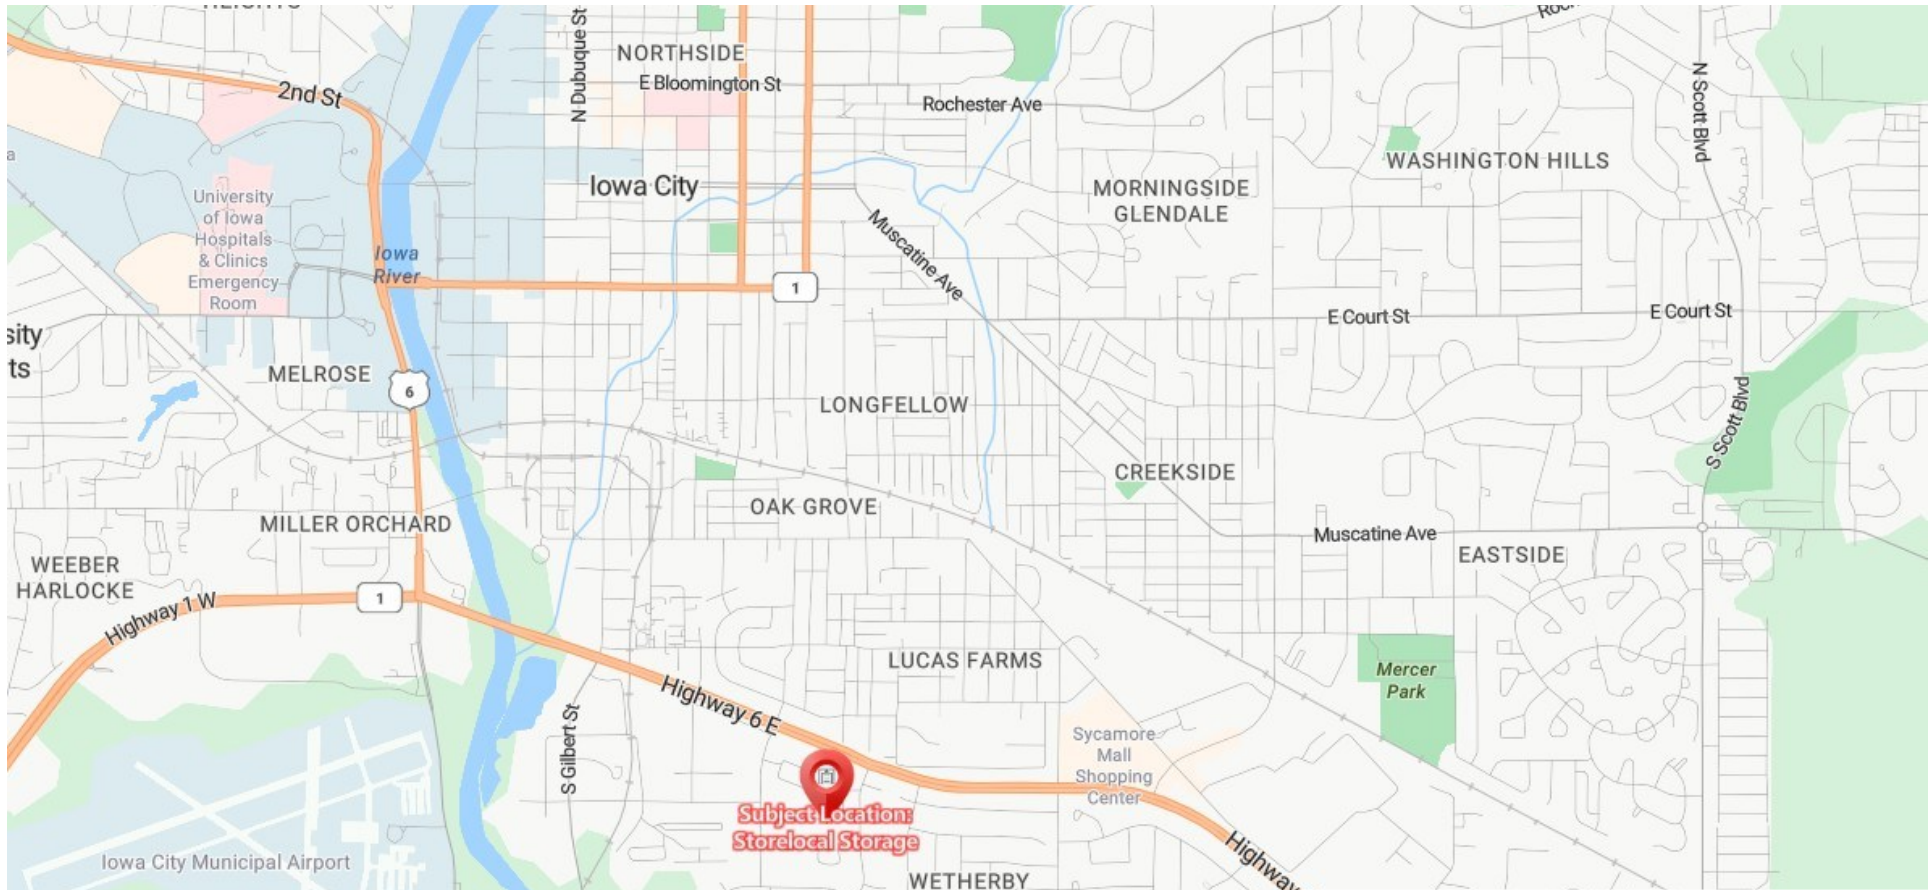 HEIGHTS
NORTHSIDE
E Bloomington St
N Dubuque St
2nd St
Rochester Ave
N Scott Blvd
WASHINGTON HILLS
Iowa City
MORNINGSIDE
GLENDALE
University
of Iowa
Hospitals
& Clinics
Emergency
Room
Iowa
River
Muscatine Ave
1
E Court St
E Court St
sity
ts
MELROSE
6
LONGFELLOW
S Scott Blvd
CREEKSIDE
OAK GROVE
MILLER ORCHARD
Muscatine Ave
EASTSIDE
WEEBER
HARLOCKE
1
Highway 1 W
LUCAS FARMS
Mercer
Park
Highway 6 E
S Gilbert St
Sycamore
Mall
Shopping
Center
Subject Location:
Storelocal Storage
Iowa City Municipal Airport
Highway
WETHERBY